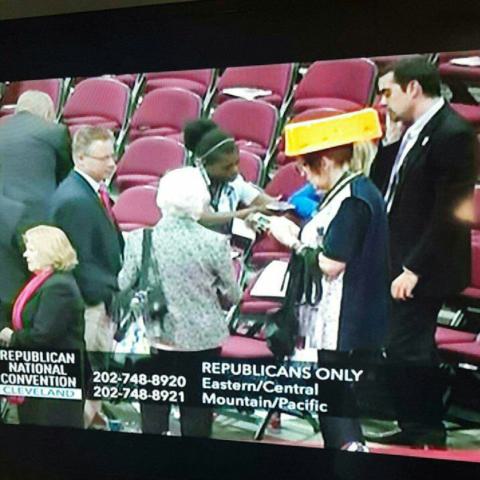 REPUBLICAN
NATIONAL
CONVENTION
CLEVELAND
202-748-8920
202-748-8921
REPUBLICANS ONLY
Eastern/Central
Mountain/Pacific